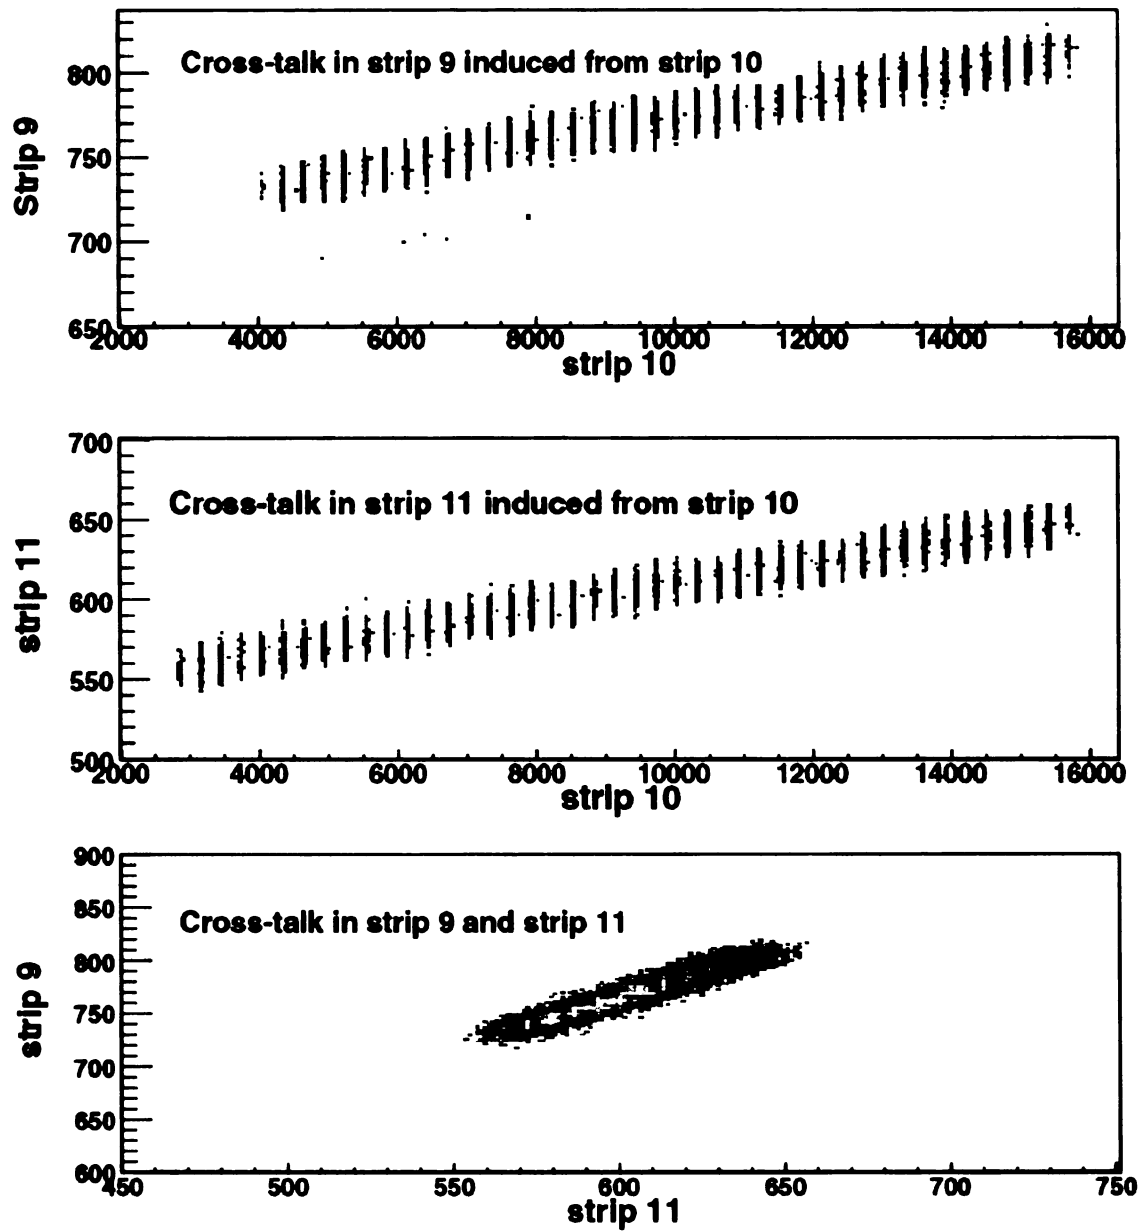 Cross-talk in strip 9 induced from strip 10
800
750
700
650
Strip 9
2000 4000 6000 8000 10000 12000 14000 16000
strip 10
700
Cross-talk in strip 11 induced from strip 10
650
600
550
500
strip 11
2000 4000 6000 8000 10000 12000 14000 16000
strip 10
900
850
Cross-talk in strip 9 and strip 11
800
750
700
650
600
strip 9
450 500 550 600 650 700 750
strip 11